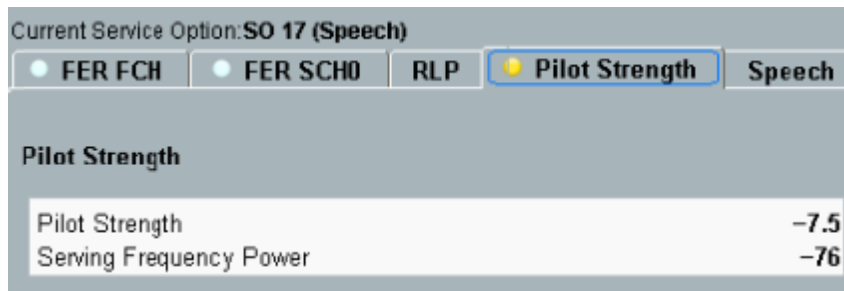 Current Service Option:SO 17 (Speech)
FER FCH FER SCH0 RLP Pilot Strength Speech
Pilot Strength
Pilot Strength −7.5
Serving Frequency Power −76